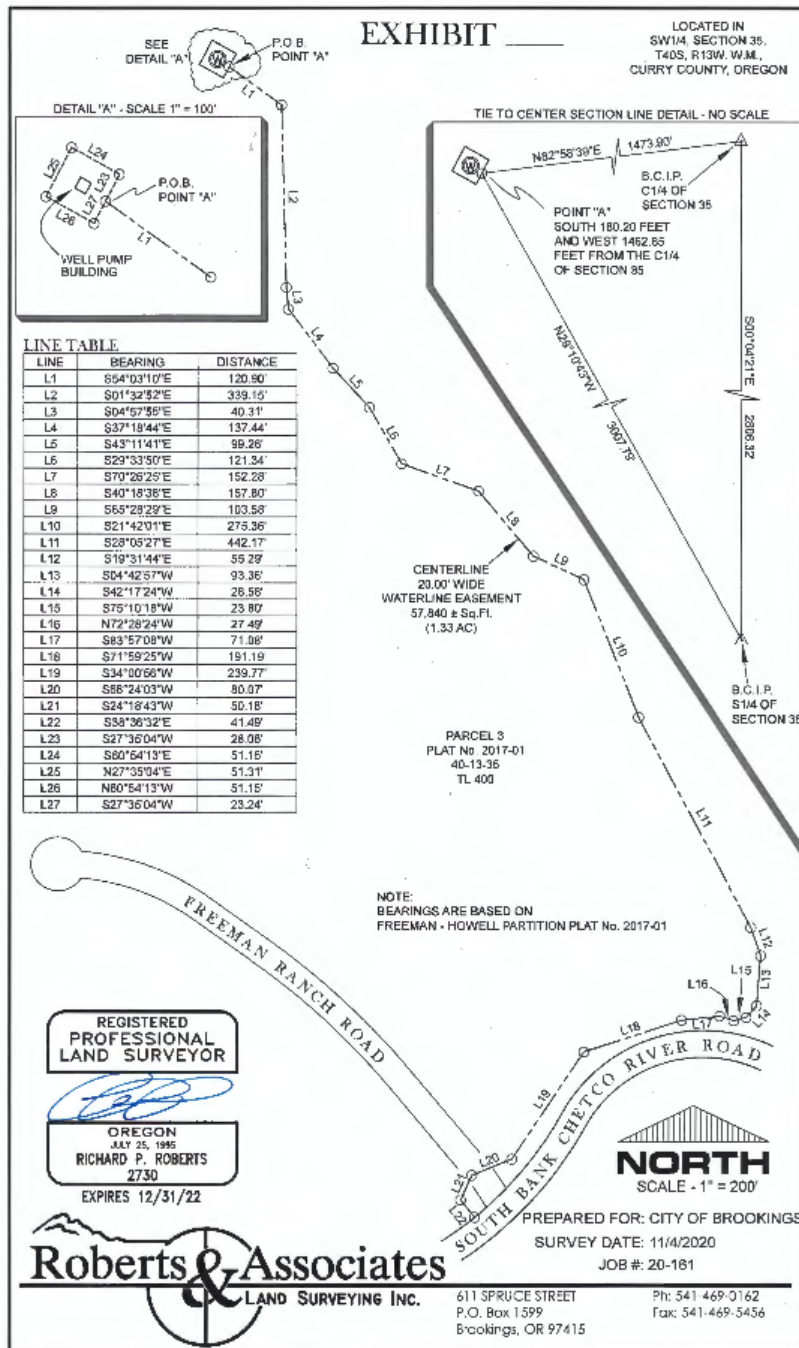 EXHIBIT
LOCATED IN
SW1/4, SECTION 35,
T40S, R13W, W.M.,
CURRY COUNTY, OREGON
SEE
DETAIL "A"
P.O.B.
POINT "A"
L1
DETAIL "A" - SCALE 1" = 100'
L24
L25
L23
L27
L26
P.O.B.
POINT "A"
L1
WELL PUMP
BUILDING
TIE TO CENTER SECTION LINE DETAIL - NO SCALE
N82°58'39"E 1473.90'
B.C.I.P.
C1/4 OF
SECTION 35
POINT "A"
SOUTH 180.20 FEET
AND WEST 1462.65
FEET FROM THE C1/4
OF SECTION 35
S00°04'21"E 2806.32'
N29°10'43"W 3007.79'
B.C.I.P.
S1/4 OF
SECTION 35
L2
L3
L4
L5
L6
L7
L8
L9
L10
L11
L12
L13
L14
L15
L16
L17
L18
L19
L20
L21
LINE TABLE
LINE BEARING DISTANCE
L1 S54°03'10"E 120.90'
L2 S01°32'52"E 339.15'
L3 S04°57'56"E 40.31'
L4 S37°18'44"E 137.44'
L5 S43°11'41"E 99.26'
L6 S29°33'50"E 121.34'
L7 S70°26'25"E 152.28'
L8 S40°18'38"E 157.80'
L9 S65°28'29"E 103.58'
L10 S21°42'01"E 275.36'
L11 S28°05'27"E 442.17'
L12 S19°31'44"E 55.29'
L13 S04°42'57"W 93.36'
L14 S42°17'24"W 26.56'
L15 S75°10'18"W 23.80'
L16 N72°28'24"W 27.49'
L17 S83°57'08"W 71.08'
L18 S71°59'25"W 191.19'
L19 S34°00'56"W 239.77'
L20 S68°24'03"W 80.07'
L21 S24°18'43"W 50.18'
L22 S38°36'32"E 41.49'
L23 S27°35'04"W 28.08'
L24 S60°54'13"E 51.15'
L25 N27°35'04"E 51.31'
L26 N60°54'13"W 51.15'
L27 S27°35'04"W 23.24'
CENTERLINE
20.00' WIDE
WATERLINE EASEMENT
57,840 ± Sq.Ft.
(1.33 AC)
PARCEL 3
PLAT No. 2017-01
40-13-35
TL 400
NOTE:
BEARINGS ARE BASED ON
FREEMAN - HOWELL PARTITION PLAT No. 2017-01
FREEMAN RANCH ROAD
SOUTH BANK CHETCO RIVER ROAD
REGISTERED
PROFESSIONAL
LAND SURVEYOR
OREGON
JULY 25, 1995
RICHARD P. ROBERTS
2730
EXPIRES 12/31/22
NORTH
SCALE - 1" = 200'
PREPARED FOR: CITY OF BROOKINGS
SURVEY DATE: 11/4/2020
JOB #: 20-161
Roberts & Associates
LAND SURVEYING INC.
611 SPRUCE STREET
P.O. Box 1599
Brookings, OR 97415
Ph: 541-469-0162
Fax: 541-469-5456